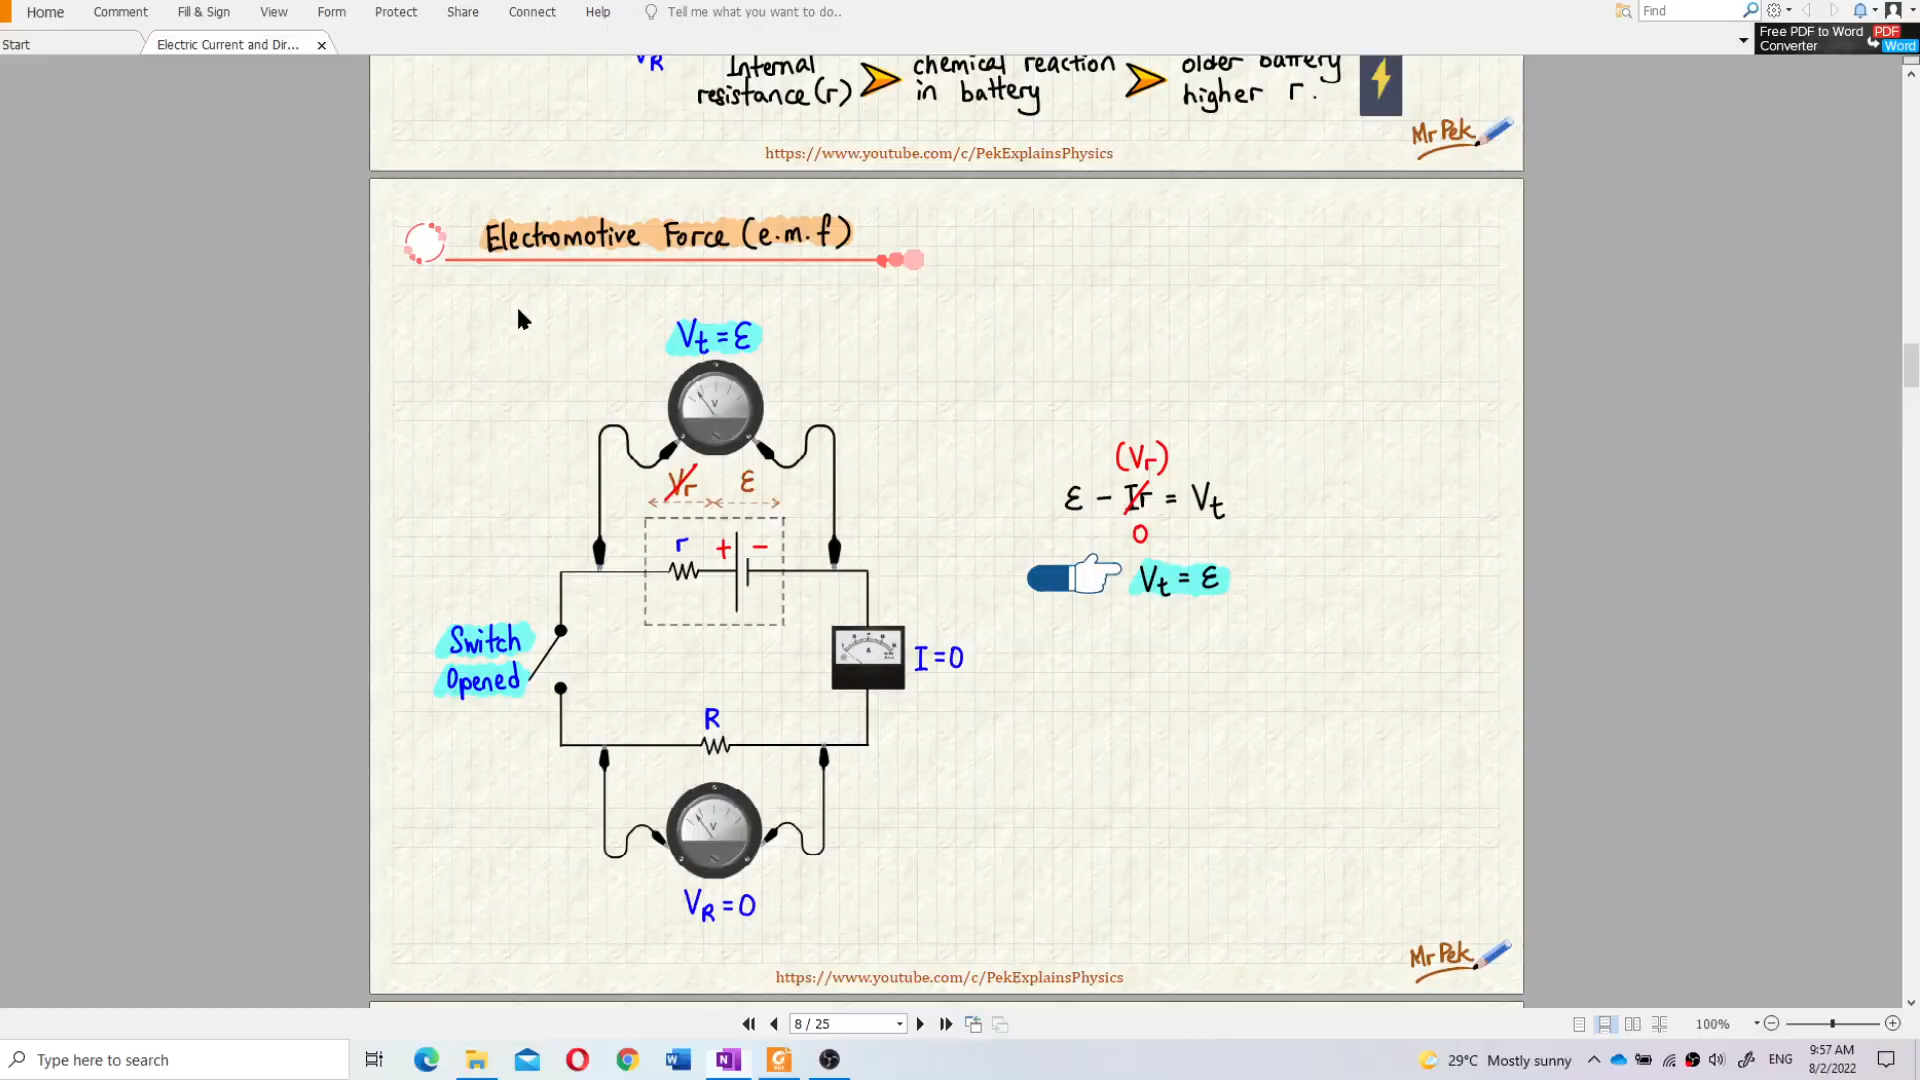 Home Comment Fill & Sign View Form Protect Share Connect Help Tell me what you want to do.. Find
Start Electric Current and Dir... × Free PDF to Word Converter PDF Word
VR Internal resistance (r) chemical reaction in battery older battery higher r.
Mr Pek
https://www.youtube.com/c/PekExplainsPhysics
Electromotive Force (e.m.f)
Vt = ε
V
Vr ε
(Vr)
ε - Ir = Vt
0
r + -
Vt = ε
Switch
Opened
A
I = 0
R
V
VR = 0
Mr Pek
https://www.youtube.com/c/PekExplainsPhysics
8 / 25 100%
Type here to search 29°C Mostly sunny ENG 9:57 AM
8/2/2022